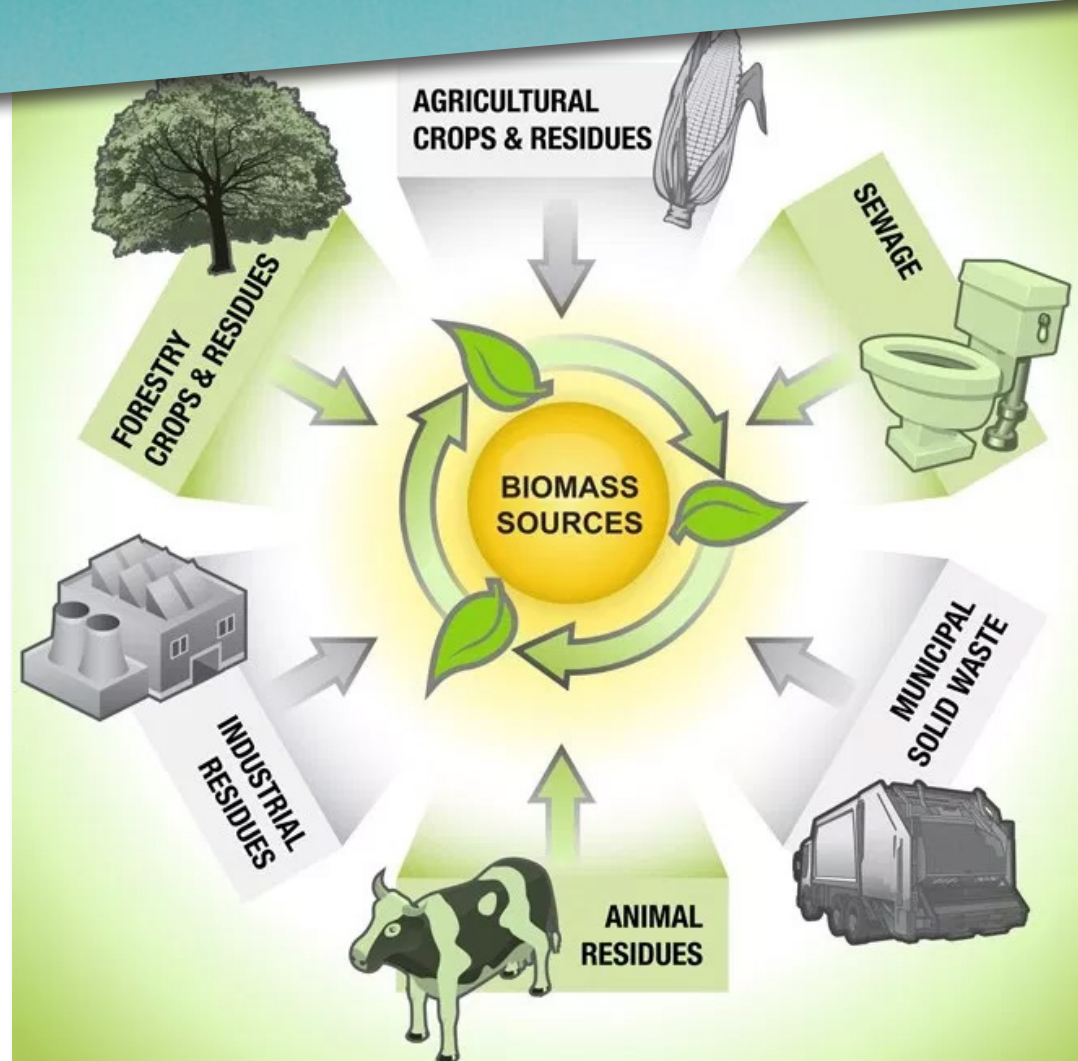 AGRICULTURAL
CROPS & RESIDUES
SEWAGE
FORESTRY
CROPS & RESIDUES
BIOMASS
SOURCES
MUNICIPAL
SOLID WASTE
INDUSTRIAL
RESIDUES
ANIMAL
RESIDUES